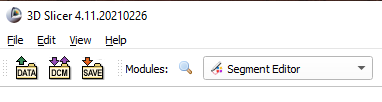 3D Slicer 4.11.20210226
File Edit View Help
DATA DCM SAVE Modules: Segment Editor